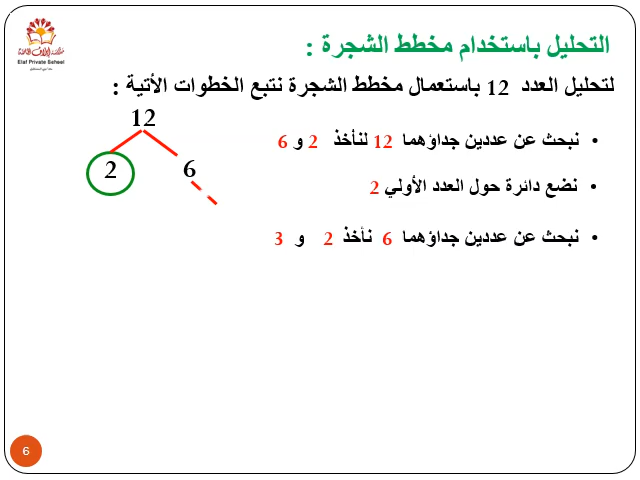 Elaf Private School
التحليل باستخدام مخطط الشجرة :
لتحليل العدد 12 باستعمال مخطط الشجرة نتبع الخطوات الأتية :
12
2 6
• نبحث عن عددين جداؤهما 12 لنأخذ 2 و 6
• نضع دائرة حول العدد الأولي 2
• نبحث عن عددين جداؤهما 6 نأخذ 2 و 3
6